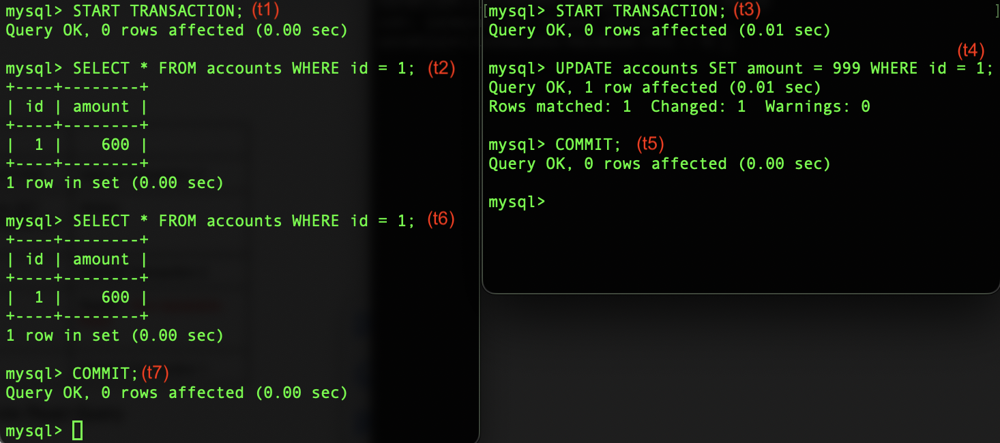 mysql> START TRANSACTION; (t1)
Query OK, 0 rows affected (0.00 sec)
mysql> SELECT * FROM accounts WHERE id = 1; (t2)
+----+--------+
| id | amount |
+----+--------+
|  1 |    600 |
+----+--------+
1 row in set (0.00 sec)
mysql> SELECT * FROM accounts WHERE id = 1; (t6)
+----+--------+
| id | amount |
+----+--------+
|  1 |    600 |
+----+--------+
1 row in set (0.00 sec)
mysql> COMMIT; (t7)
Query OK, 0 rows affected (0.00 sec)
mysql>
[mysql> START TRANSACTION; (t3) ]
Query OK, 0 rows affected (0.01 sec)
(t4)
mysql> UPDATE accounts SET amount = 999 WHERE id = 1;
Query OK, 1 row affected (0.01 sec)
Rows matched: 1  Changed: 1  Warnings: 0
mysql> COMMIT; (t5)
Query OK, 0 rows affected (0.00 sec)
mysql>